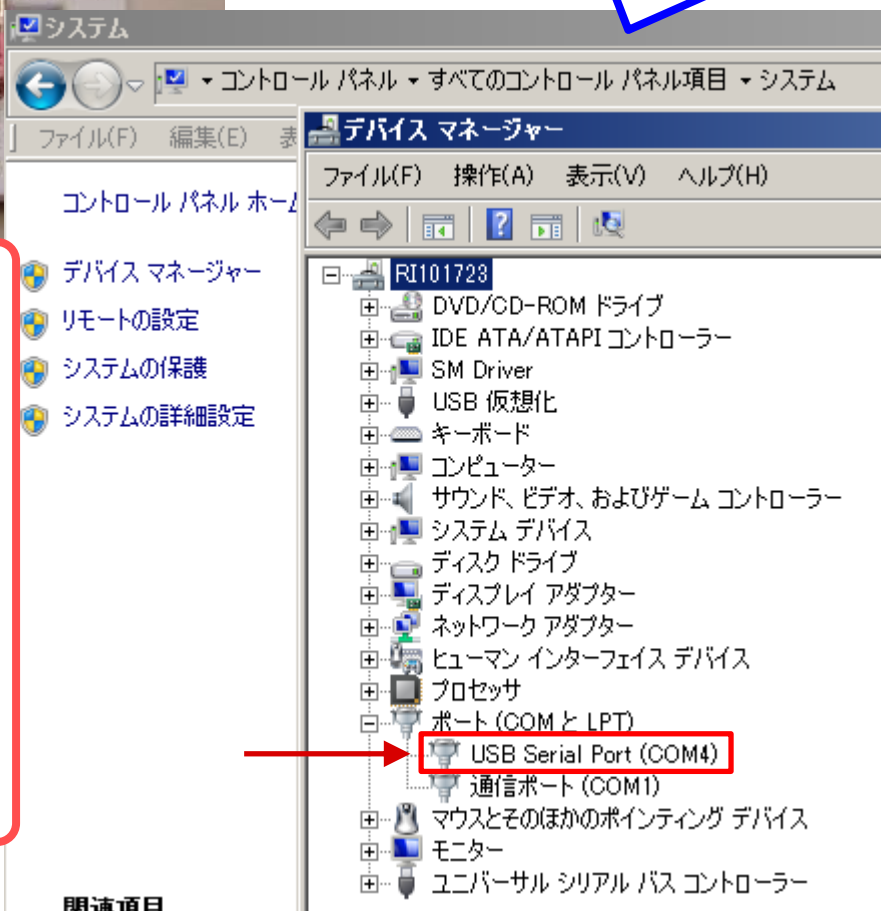 システム
コントロール パネル ▾ すべてのコントロール パネル項目 ▾ システム
ファイル(F) 編集(E) 表
コントロール パネル ホーム
デバイス マネージャー
リモートの設定
システムの保護
システムの詳細設定
関連項目
デバイス マネージャー
ファイル(F) 操作(A) 表示(V) ヘルプ(H)
RI101723
DVD/CD-ROM ドライブ
IDE ATA/ATAPI コントローラー
SM Driver
USB 仮想化
キーボード
コンピューター
サウンド、ビデオ、およびゲーム コントローラー
システム デバイス
ディスク ドライブ
ディスプレイ アダプター
ネットワーク アダプター
ヒューマン インターフェイス デバイス
プロセッサ
ポート (COM と LPT)
USB Serial Port (COM4)
通信ポート (COM1)
マウスとそのほかのポインティング デバイス
モニター
ユニバーサル シリアル バス コントローラー